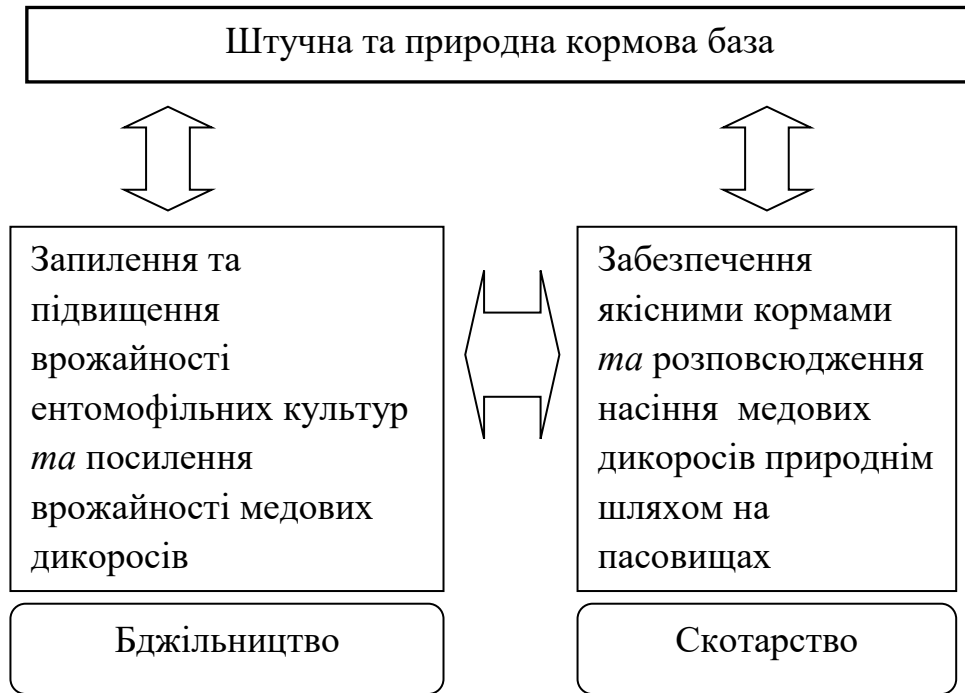 Штучна та природна кормова база
Запилення та
підвищення
врожайності
ентомофільних культур
та посилення
врожайності медових
дикоросів
Забезпечення
якісними кормами
та розповсюдження
насіння медових
дикоросів природнім
шляхом на
пасовищах
Бджільництво
Скотарство